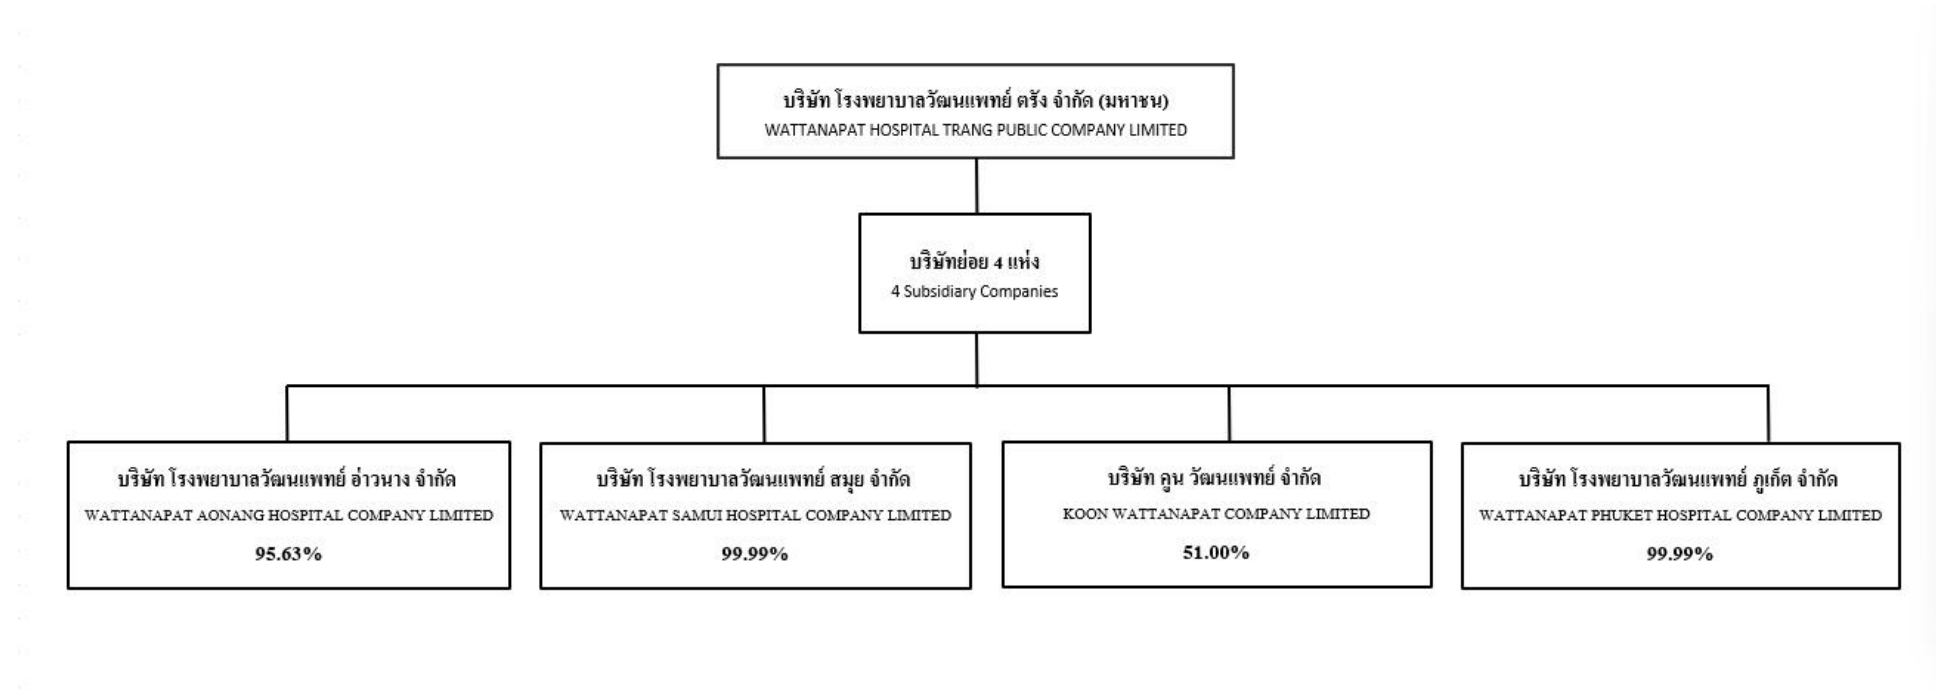 บริษัท โรงพยาบาลวัฒนแพทย์ ตรัง จำกัด (มหาชน)
WATTANAPAT HOSPITAL TRANG PUBLIC COMPANY LIMITED
บริษัทย่อย 4 แห่ง
4 Subsidiary Companies
บริษัท โรงพยาบาลวัฒนแพทย์ อ่าวนาง จำกัด
WATTANAPAT AONANG HOSPITAL COMPANY LIMITED
95.63%
บริษัท โรงพยาบาลวัฒนแพทย์ สมุย จำกัด
WATTANAPAT SAMUI HOSPITAL COMPANY LIMITED
99.99%
บริษัท คูน วัฒนแพทย์ จำกัด
KOON WATTANAPAT COMPANY LIMITED
51.00%
บริษัท โรงพยาบาลวัฒนแพทย์ ภูเก็ต จำกัด
WATTANAPAT PHUKET HOSPITAL COMPANY LIMITED
99.99%